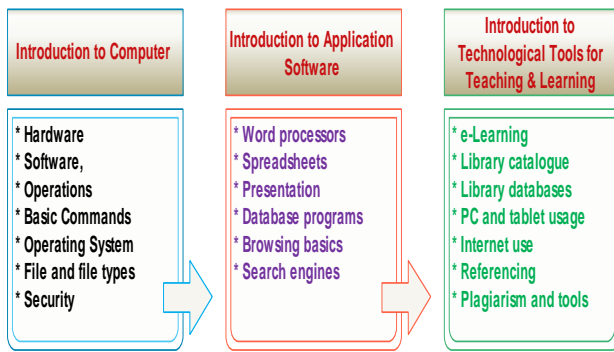 Introduction to Computer
* Hardware
* Software,
* Operations
* Basic Commands
* Operating System
* File and file types
* Security
Introduction to Application
Software
* Word processors
* Spreadsheets
* Presentation
* Database programs
* Browsing basics
* Search engines
Introduction to
Technological Tools for
Teaching & Learning
* e-Learning
* Library catalogue
* Library databases
* PC and tablet usage
* Internet use
* Referencing
* Plagiarism and tools